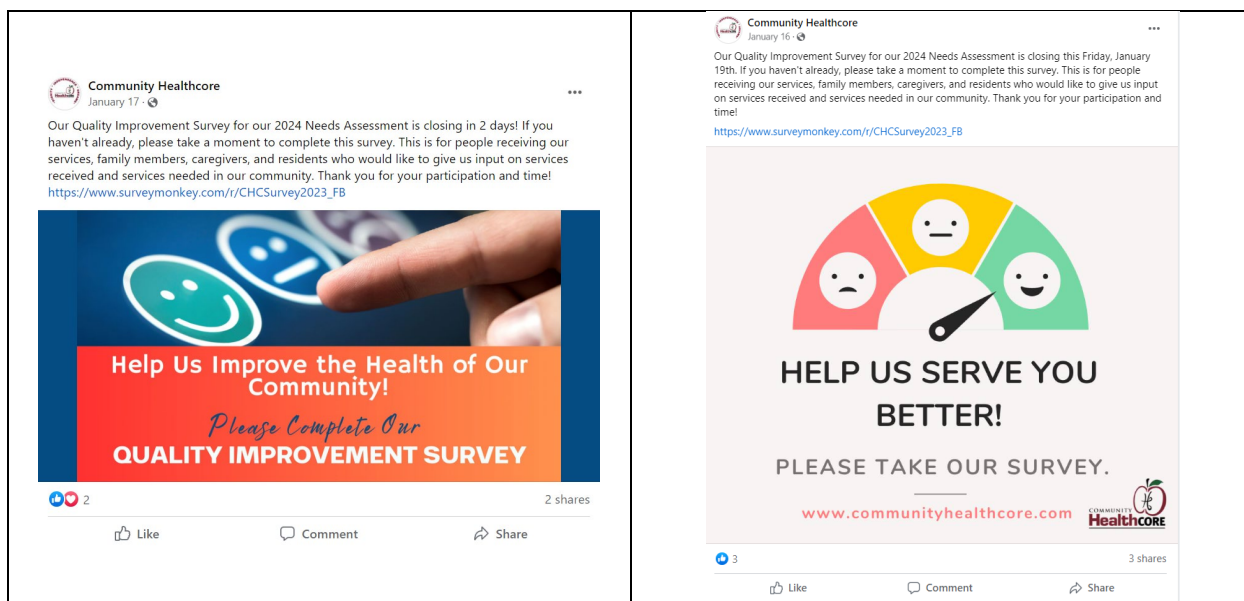 Community Healthcore
January 17 ·
Our Quality Improvement Survey for our 2024 Needs Assessment is closing in 2 days! If you
haven't already, please take a moment to complete this survey. This is for people receiving our
services, family members, caregivers, and residents who would like to give us input on services
received and services needed in our community. Thank you for your participation and time!
https://www.surveymonkey.com/r/CHCSurvey2023_FB
Help Us Improve the Health of Our
Community!
Please Complete Our
QUALITY IMPROVEMENT SURVEY
2
2 shares
Like
Comment
Share
Community Healthcore
January 16 ·
Our Quality Improvement Survey for our 2024 Needs Assessment is closing this Friday, January
19th. If you haven't already, please take a moment to complete this survey. This is for people
receiving our services, family members, caregivers, and residents who would like to give us input
on services received and services needed in our community. Thank you for your participation and
time!
https://www.surveymonkey.com/r/CHCSurvey2023_FB
HELP US SERVE YOU
BETTER!
PLEASE TAKE OUR SURVEY.
www.communityhealthcore.com
COMMUNITY
HealthCORE
3
3 shares
Like
Comment
Share